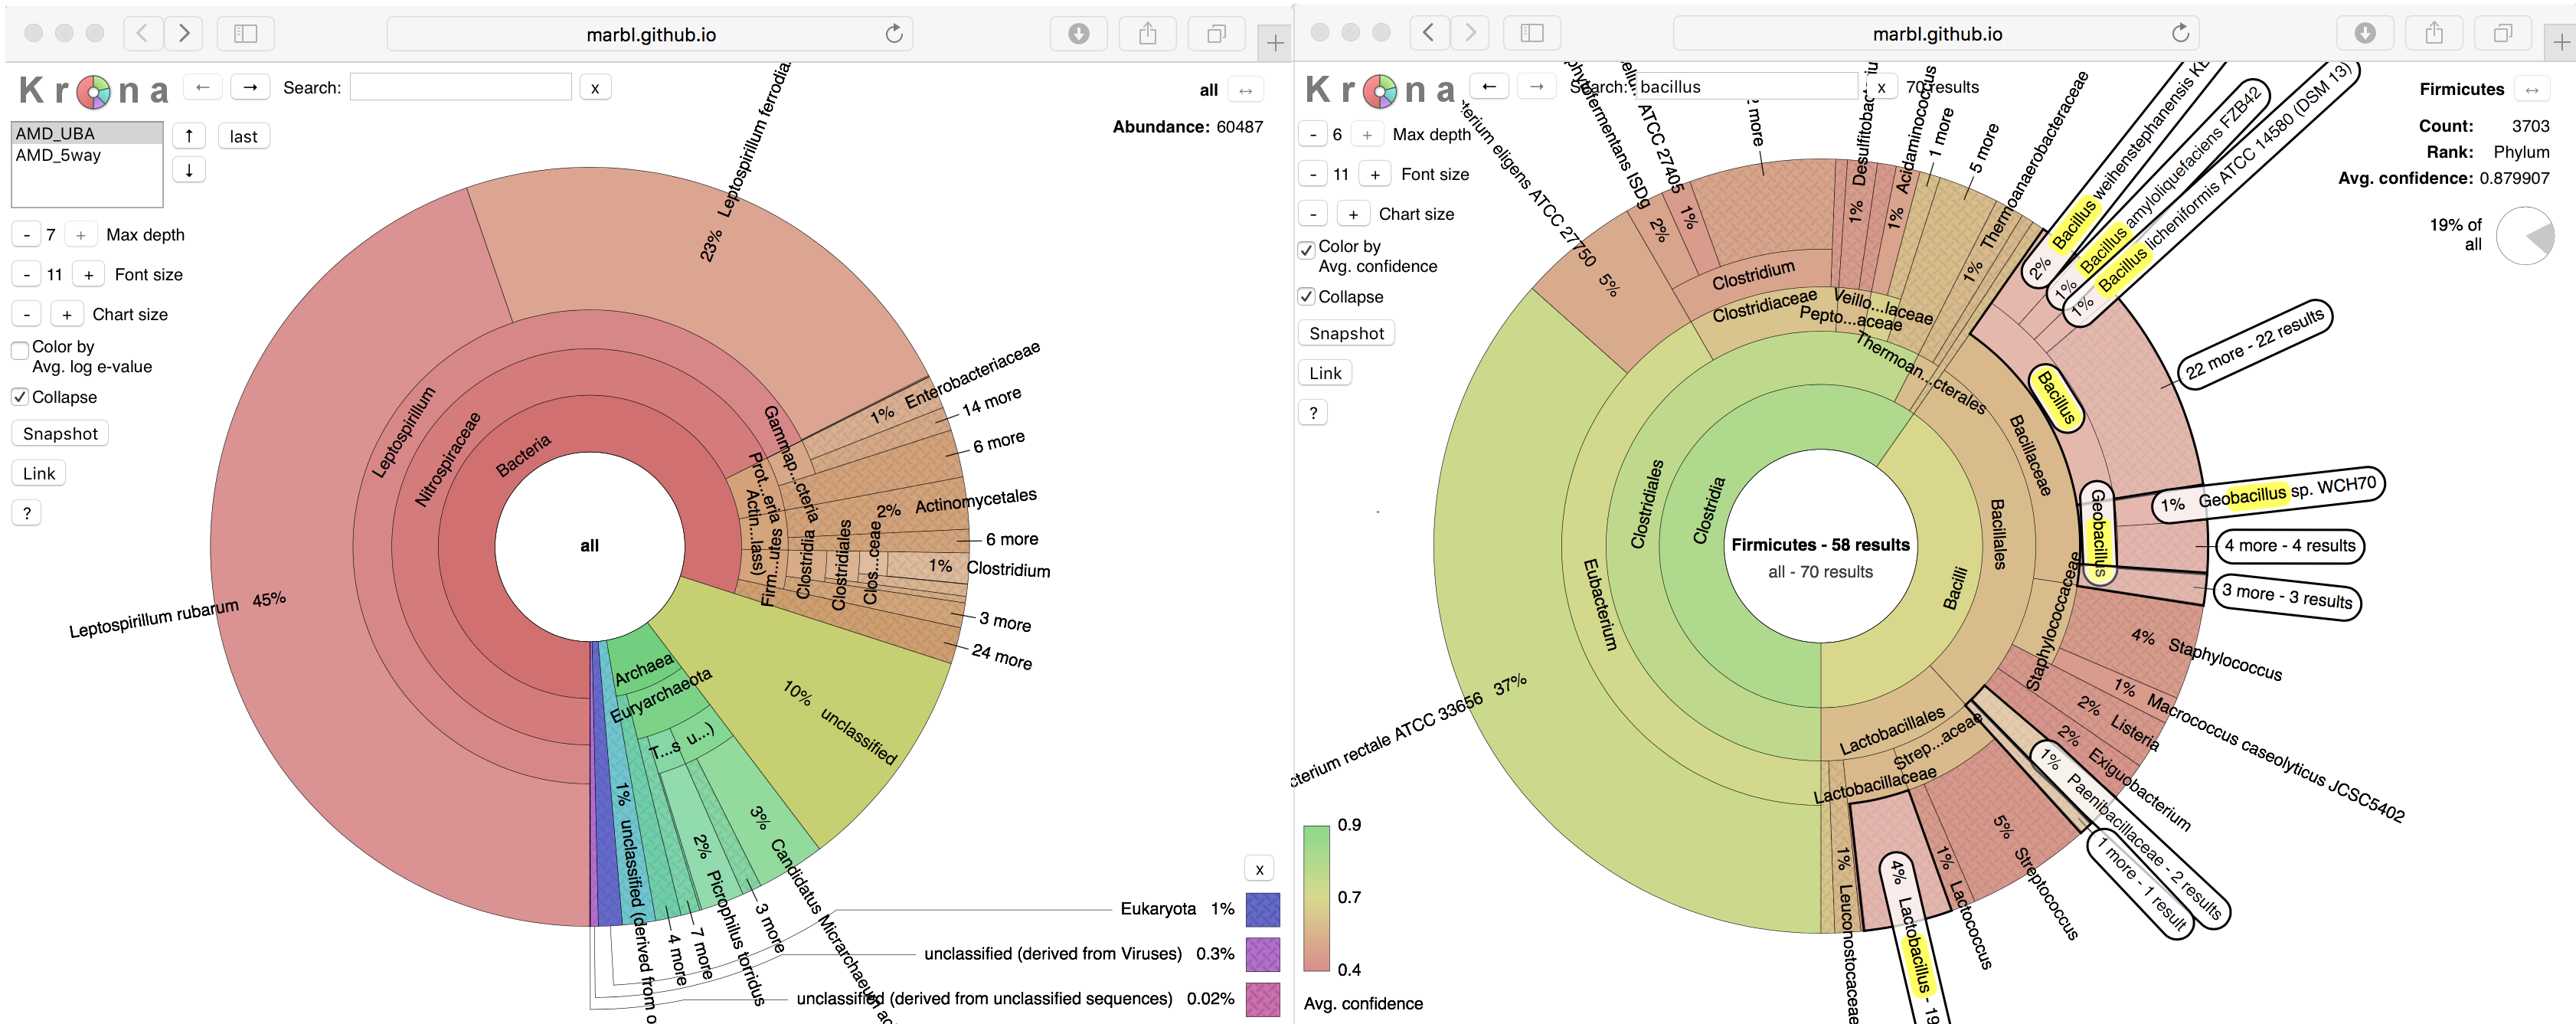 marbl.github.io
Krona
← → Search: x
all ↔
Abundance: 60487
AMD_UBA
AMD_5way
↑ last
↓
- 7 + Max depth
- 11 + Font size
- + Chart size
Color by
Avg. log e-value
Collapse
Snapshot
Link
?
all
Bacteria
Nitrospiraceae
Leptospirillum
Leptospirillum rubarum 45%
23% Leptospirillum ferrodia
Gammap...cteria
Prot...eria
Actin...lass)
Firm...utes
Clostridia
Clostridiales
Clos...ceae
1% Enterobacteriaceae
14 more
6 more
2% Actinomycetales
6 more
1% Clostridium
3 more
24 more
10% unclassified
Archaea
Euryarchaeota
T...s u...)
3% Candidatus Micrarchaeum
3 more
2% Picrophilus torridus
7 more
4 more
1% unclassified (derived from
x
Eukaryota 1%
unclassified (derived from Viruses) 0.3%
unclassified (derived from unclassified sequences) 0.02%
marbl.github.io
Krona
← → Search: bacillus x 70 results
Firmicutes ↔
Count: 3703
Rank: Phylum
Avg. confidence: 0.879907
19% of
all
- 6 + Max depth
- 11 + Font size
- + Chart size
Color by
Avg. confidence
Collapse
Snapshot
Link
?
Firmicutes - 58 results
all - 70 results
Clostridia
Clostridiales
Eubacterium
cterium rectale ATCC 33656 37%
terium eligens ATCC 27750 5%
phytofermentans ISDg 2%
ATCC 27405 1%
more
Clostridium
Clostridiaceae
Pepto...aceae
Veillo...laceae
Thermoan...cterales
1% Desulfitobac
1% Acidaminococcus
1 more
5 more
1% Thermoanaerobacteraceae
2% Bacillus weihenstephanensis
1% Bacillus amyloliquefaciens FZB42
1% Bacillus licheniformis ATCC 14580 (DSM 13)
22 more - 22 results
Bacillus
Bacillaceae
Bacillales
Bacilli
Geobacillus
1% Geobacillus sp. WCH70
4 more - 4 results
3 more - 3 results
Staphylococcaceae
4% Staphylococcus
1% Macrococcus caseolyticus JCSC5402
2% Listeria
2% Exiguobacterium
1% Paenibacillaceae - 2 results
1 more - 1 result
Lactobacillales
Strep...aceae
Lactobacillaceae
5% Streptococcus
1% Lactococcus
4% Lactobacillus - 19
1% Leuconostocaceae
0.9
0.7
0.4
Avg. confidence